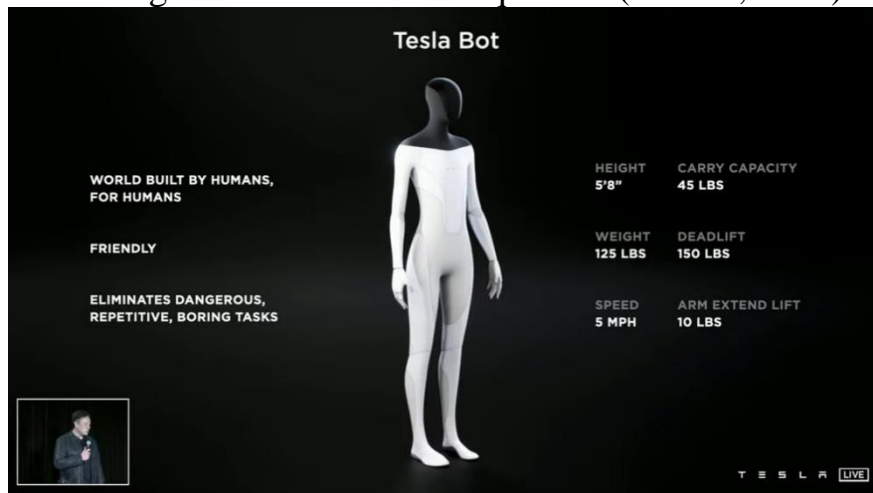 Tesla Bot
WORLD BUILT BY HUMANS,
FOR HUMANS
FRIENDLY
ELIMINATES DANGEROUS,
REPETITIVE, BORING TASKS
HEIGHT
5'8"
CARRY CAPACITY
45 LBS
WEIGHT
125 LBS
DEADLIFT
150 LBS
SPEED
5 MPH
ARM EXTEND LIFT
10 LBS
TESLA LIVE